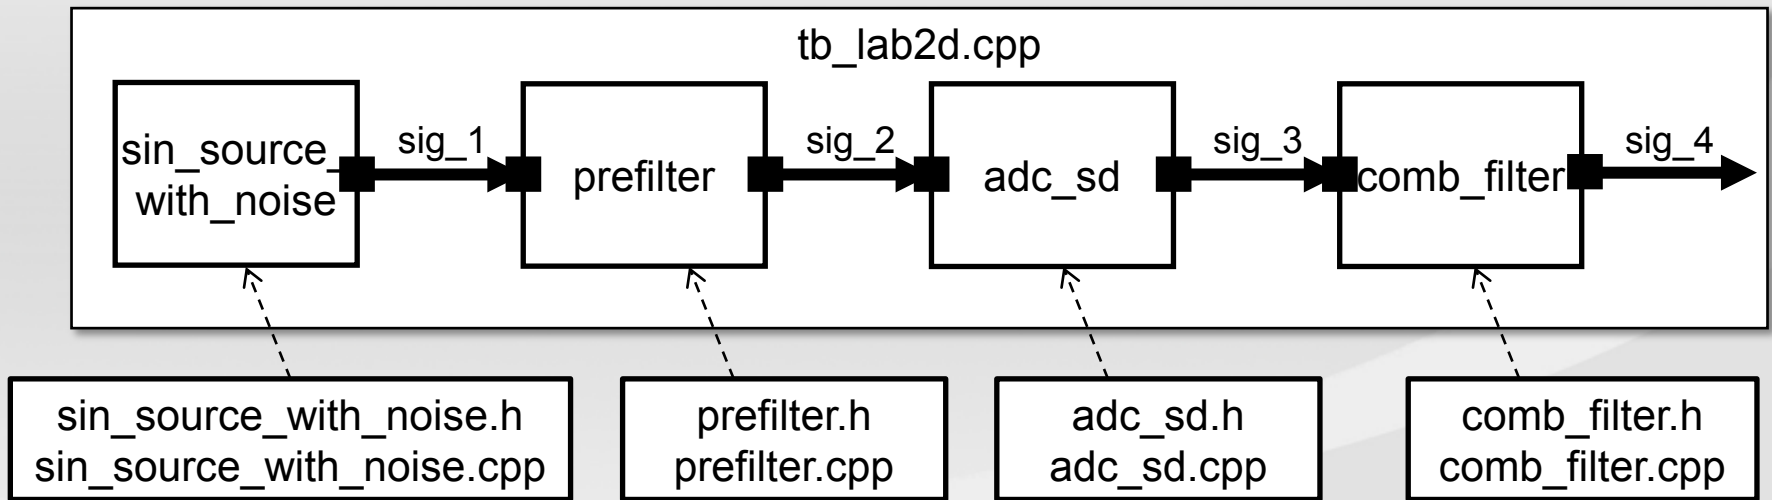 tb_lab2d.cpp
sin_source_
with_noise
sig_1
prefilter
sig_2
adc_sd
sig_3
comb_filter
sig_4
sin_source_with_noise.h
sin_source_with_noise.cpp
prefilter.h
prefilter.cpp
adc_sd.h
adc_sd.cpp
comb_filter.h
comb_filter.cpp